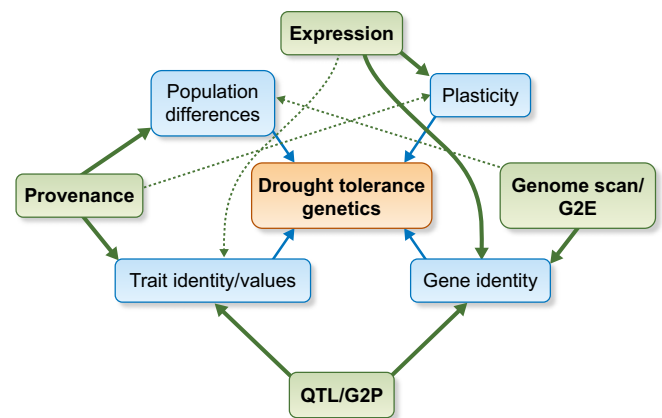 Expression
Population
differences
Plasticity
Provenance
Drought tolerance
genetics
Genome scan/
G2E
Trait identity/values
Gene identity
QTL/G2P